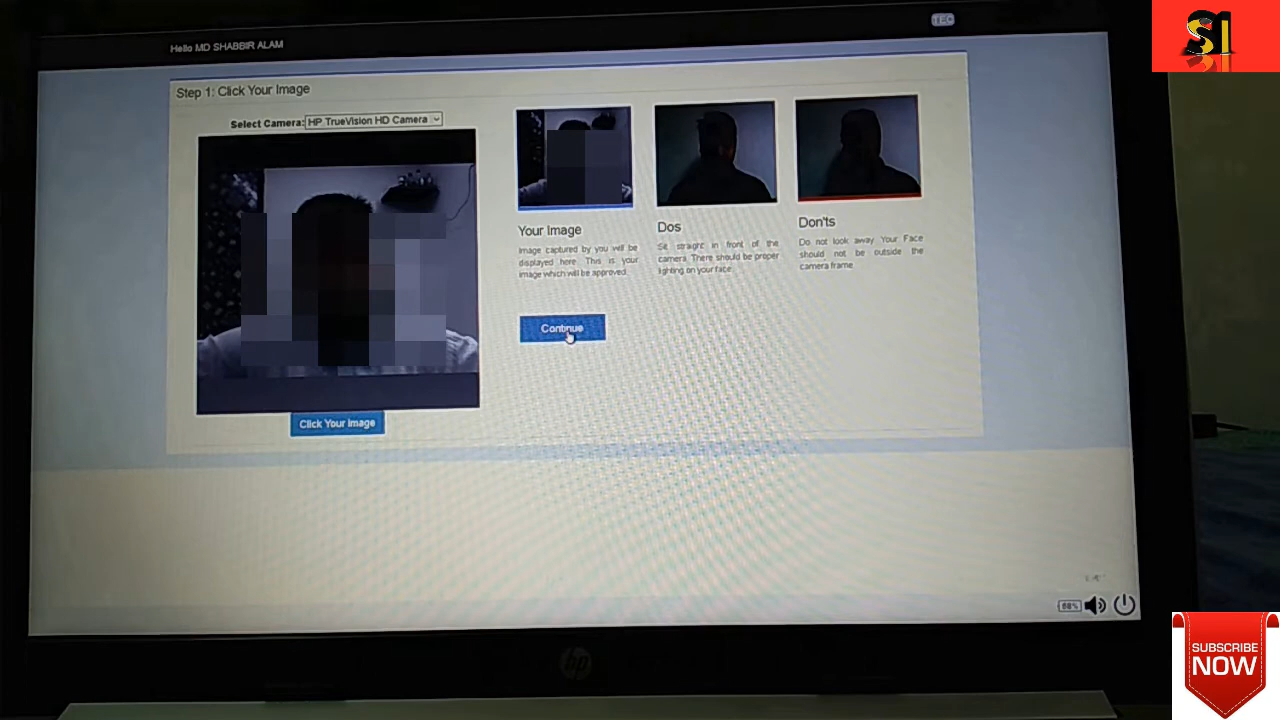 TEC
Hello MD SHABBIR ALAM
SI
Step 1: Click Your Image
Select Camera: HP TrueVision HD Camera
Click Your Image
Your Image
Image captured by you will be
displayed here. This is your
image which will be approved.
Continue
Dos
Sit straight in front of the
camera. There should be proper
lighting on your face.
Don'ts
Do not look away Your Face
should not be outside the
camera frame.
68%
hp
SUBSCRIBE
NOW